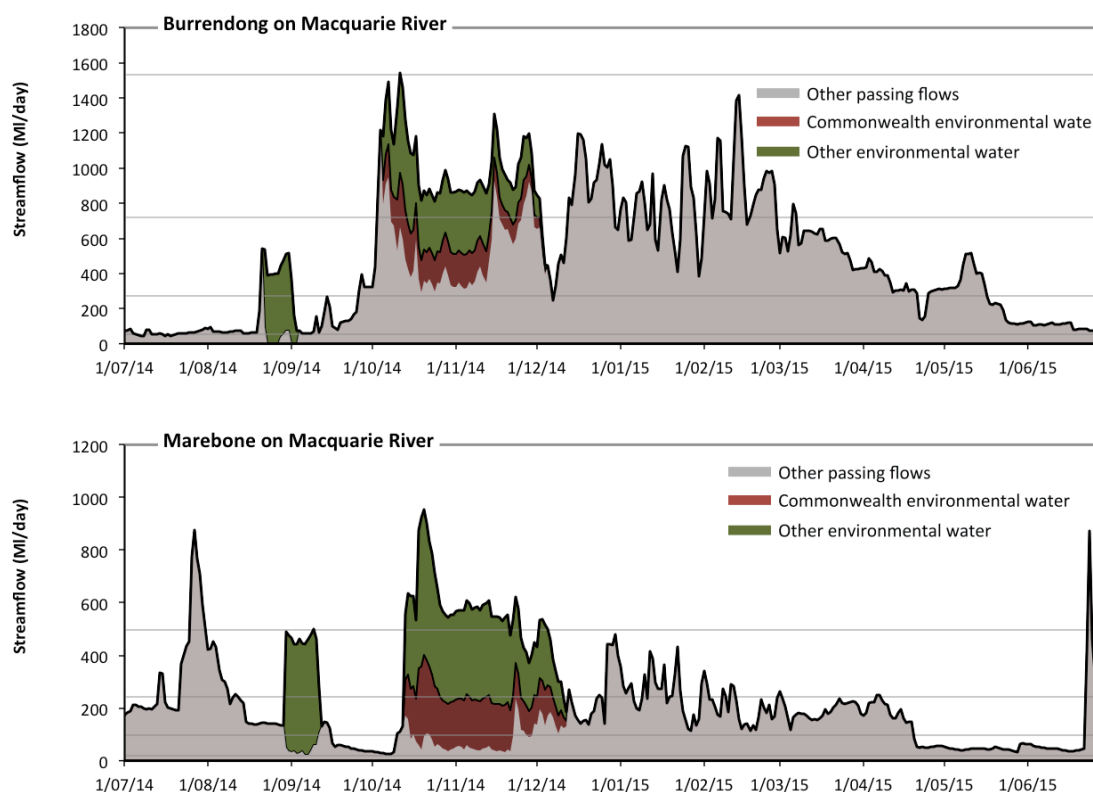 Burrendong on Macquarie River
1800
1600
1400
1200
1000
800
600
400
200
0
Streamflow (Ml/day)
Other passing flows
Commonwealth environmental wate
Other environmental water
1/07/14 1/08/14 1/09/14 1/10/14 1/11/14 1/12/14 1/01/15 1/02/15 1/03/15 1/04/15 1/05/15 1/06/15
Marebone on Macquarie River
1200
1000
800
600
400
200
0
Streamflow (Ml/day)
Other passing flows
Commonwealth environmental water
Other environmental water
1/07/14 1/08/14 1/09/14 1/10/14 1/11/14 1/12/14 1/01/15 1/02/15 1/03/15 1/04/15 1/05/15 1/06/15